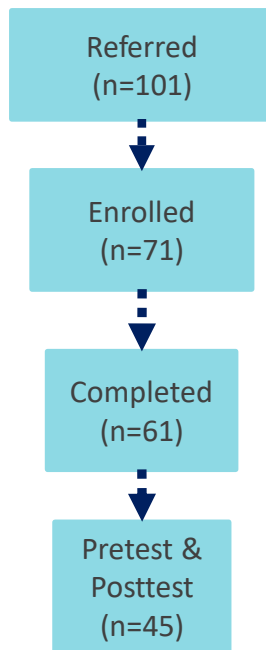 Referred
(n=101)
Enrolled
(n=71)
Completed
(n=61)
Pretest &
Posttest
(n=45)